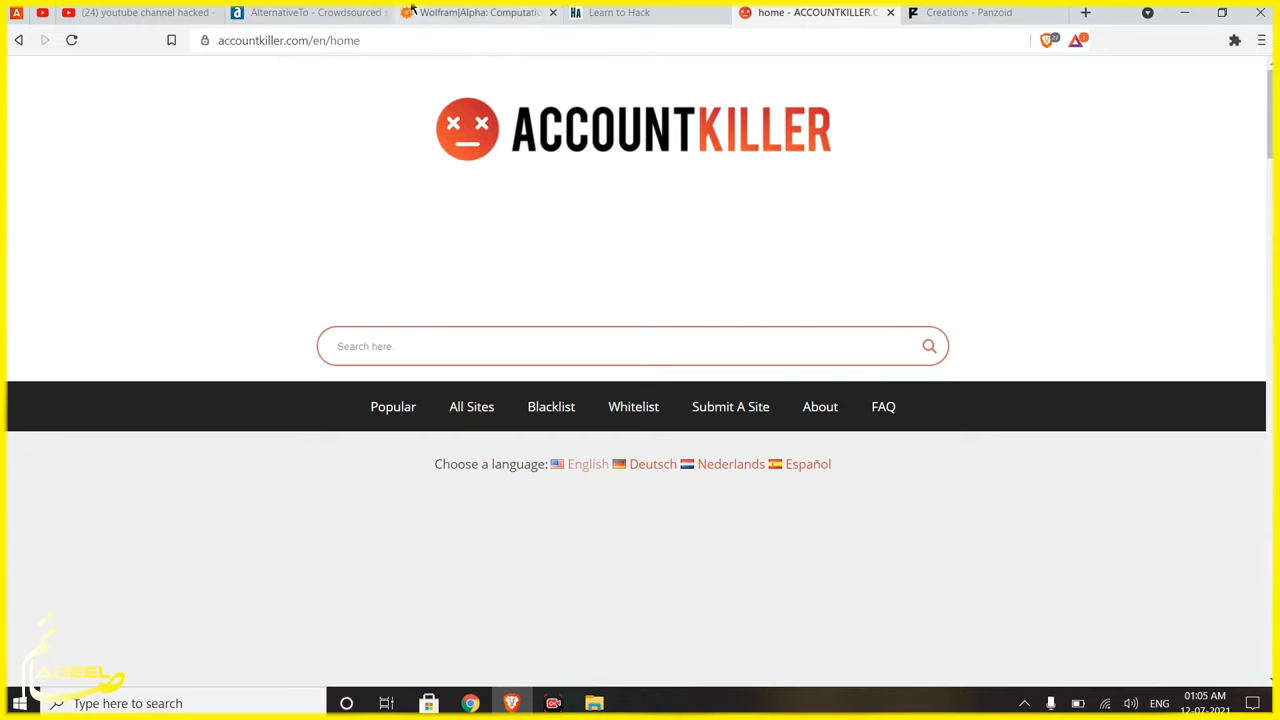 (24) youtube channel hacked - AlternativeTo - Crowdsourced s Wolfram|Alpha: Computatio Learn to Hack home - ACCOUNTKILLER.C Creations - Panzoid
accountkiller.com/en/home
ACCOUNTKILLER
Search here..
Popular All Sites Blacklist Whitelist Submit A Site About FAQ
Choose a language: English Deutsch Nederlands Español
ADEEL
Type here to search
ENG
01:05 AM
12-07-2021